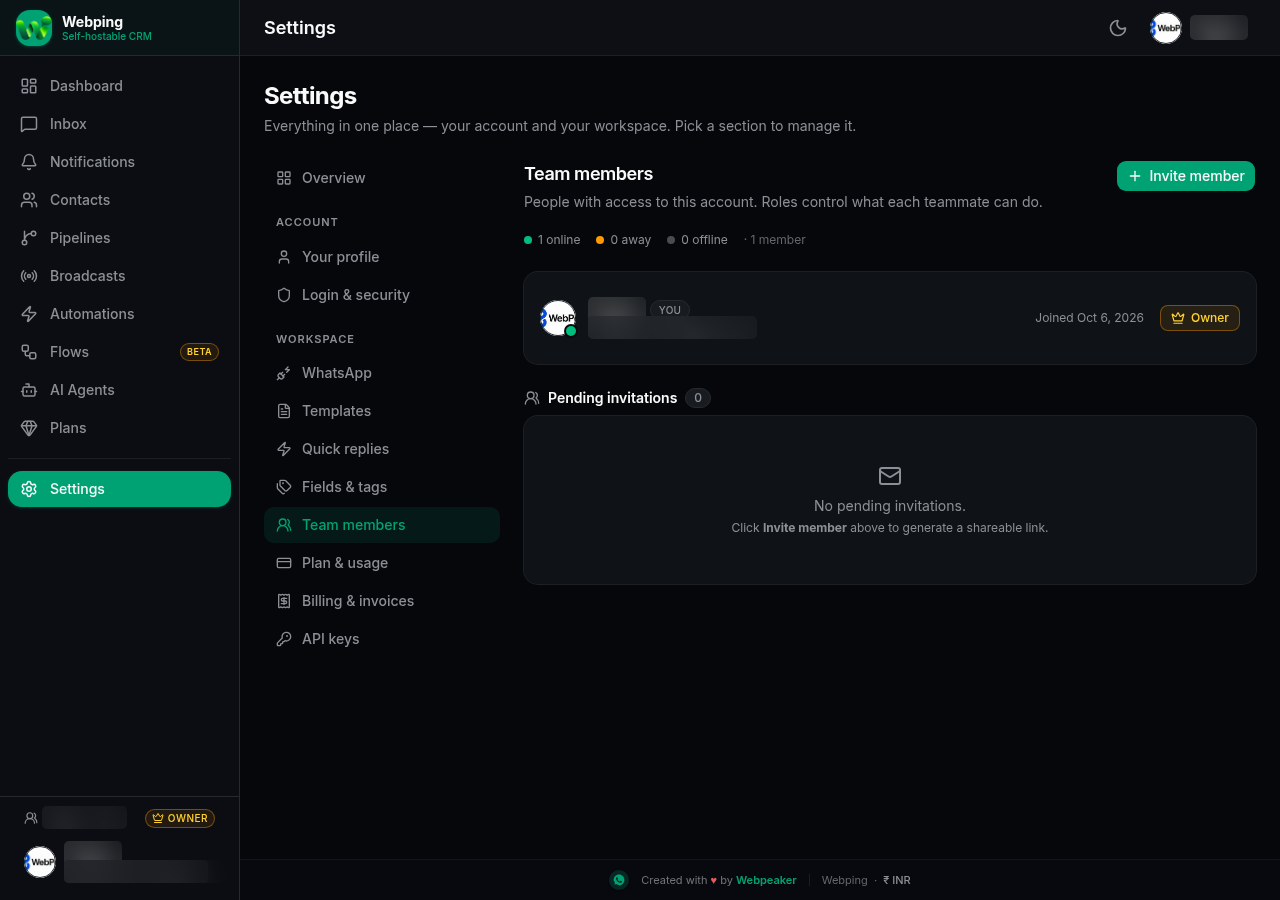 Webping
Self-hostable CRM
Dashboard
Inbox
Notifications
Contacts
Pipelines
Broadcasts
Automations
Flows BETA
AI Agents
Plans
Settings
OWNER
WebP
Settings
WebP
Settings
Everything in one place — your account and your workspace. Pick a section to manage it.
Overview
ACCOUNT
Your profile
Login & security
WORKSPACE
WhatsApp
Templates
Quick replies
Fields & tags
Team members
Plan & usage
Billing & invoices
API keys
Team members
Invite member
People with access to this account. Roles control what each teammate can do.
1 online 0 away 0 offline · 1 member
WebP
YOU
Joined Oct 6, 2026 Owner
Pending invitations 0
No pending invitations.
Click Invite member above to generate a shareable link.
Created with ♥ by Webpeaker Webping · ₹ INR